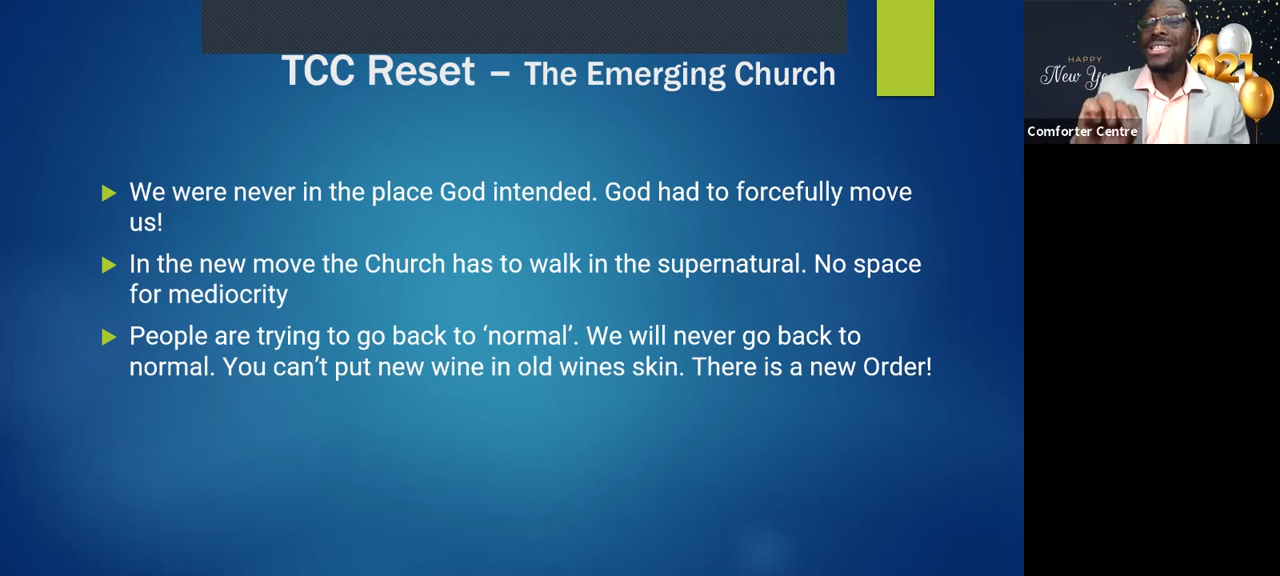 TCC Reset – The Emerging Church
We were never in the place God intended. God had to forcefully move
us!
In the new move the Church has to walk in the supernatural. No space
for mediocrity
People are trying to go back to ‘normal’. We will never go back to
normal. You can’t put new wine in old wines skin. There is a new Order!
HAPPY
New
Comforter Centre